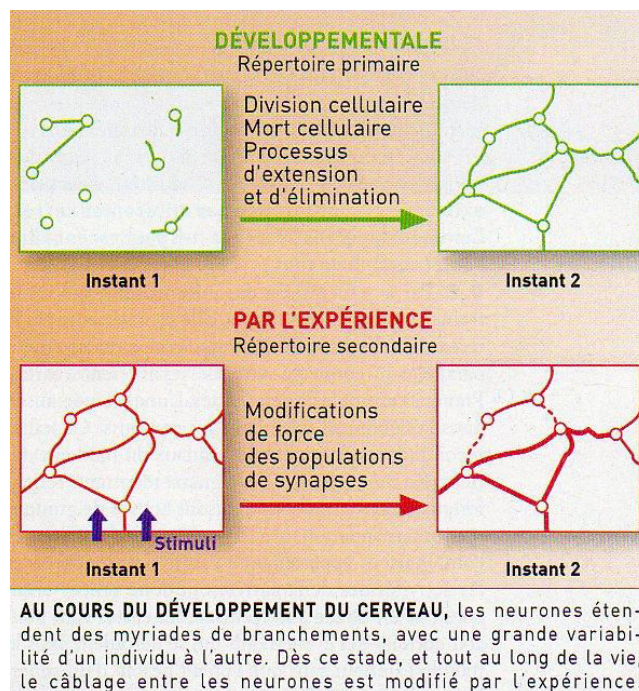 DÉVELOPPEMENTALE
Répertoire primaire
Division cellulaire
Mort cellulaire
Processus
d'extension
et d'élimination
Instant 1
Instant 2
PAR L'EXPÉRIENCE
Répertoire secondaire
Modifications
de force
des populations
de synapses
Stimuli
Instant 1
Instant 2
AU COURS DU DÉVELOPPEMENT DU CERVEAU, les neurones éten-
dent des myriades de branchements, avec une grande variabi-
lité d'un individu à l'autre. Dès ce stade, et tout au long de la vie,
le câblage entre les neurones est modifié par l'expérience.